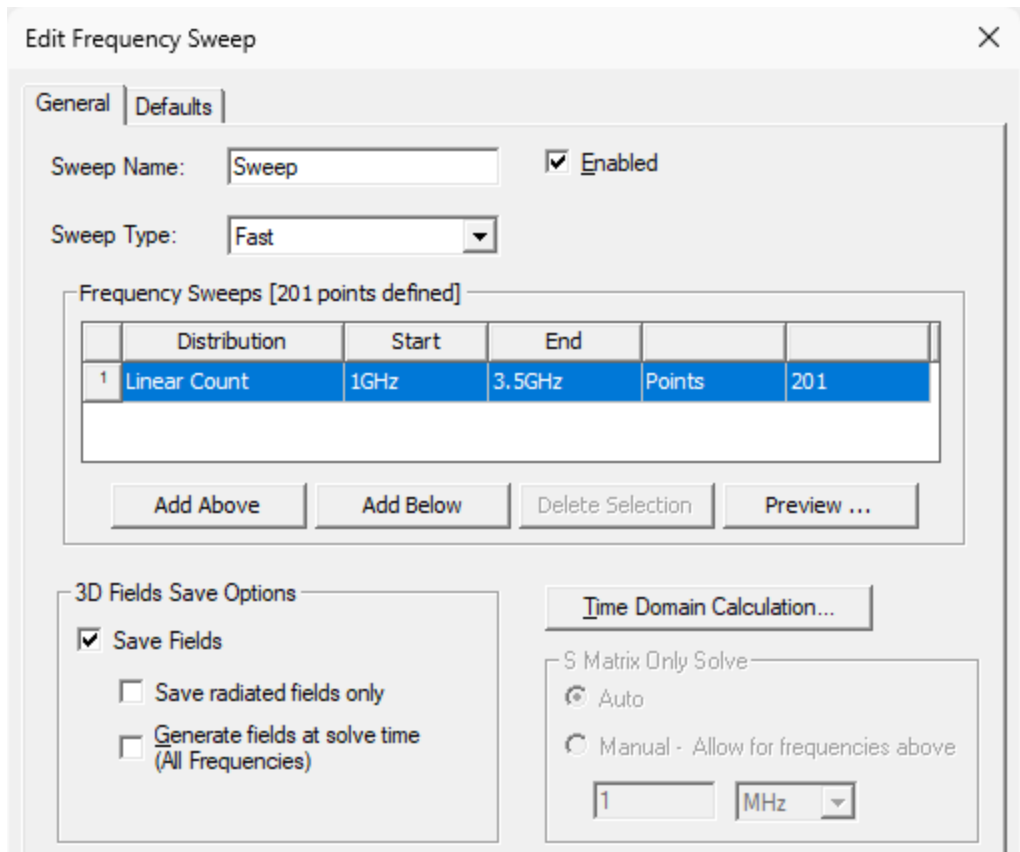 Edit Frequency Sweep
General Defaults
Sweep Name: Sweep Enabled
Sweep Type: Fast
Frequency Sweeps [201 points defined]
Distribution Start End
1 Linear Count 1GHz 3.5GHz Points 201
Add Above Add Below Delete Selection Preview ...
3D Fields Save Options
Time Domain Calculation...
Save Fields
S Matrix Only Solve
Save radiated fields only
Auto
Generate fields at solve time
(All Frequencies)
Manual - Allow for frequencies above
1 MHz